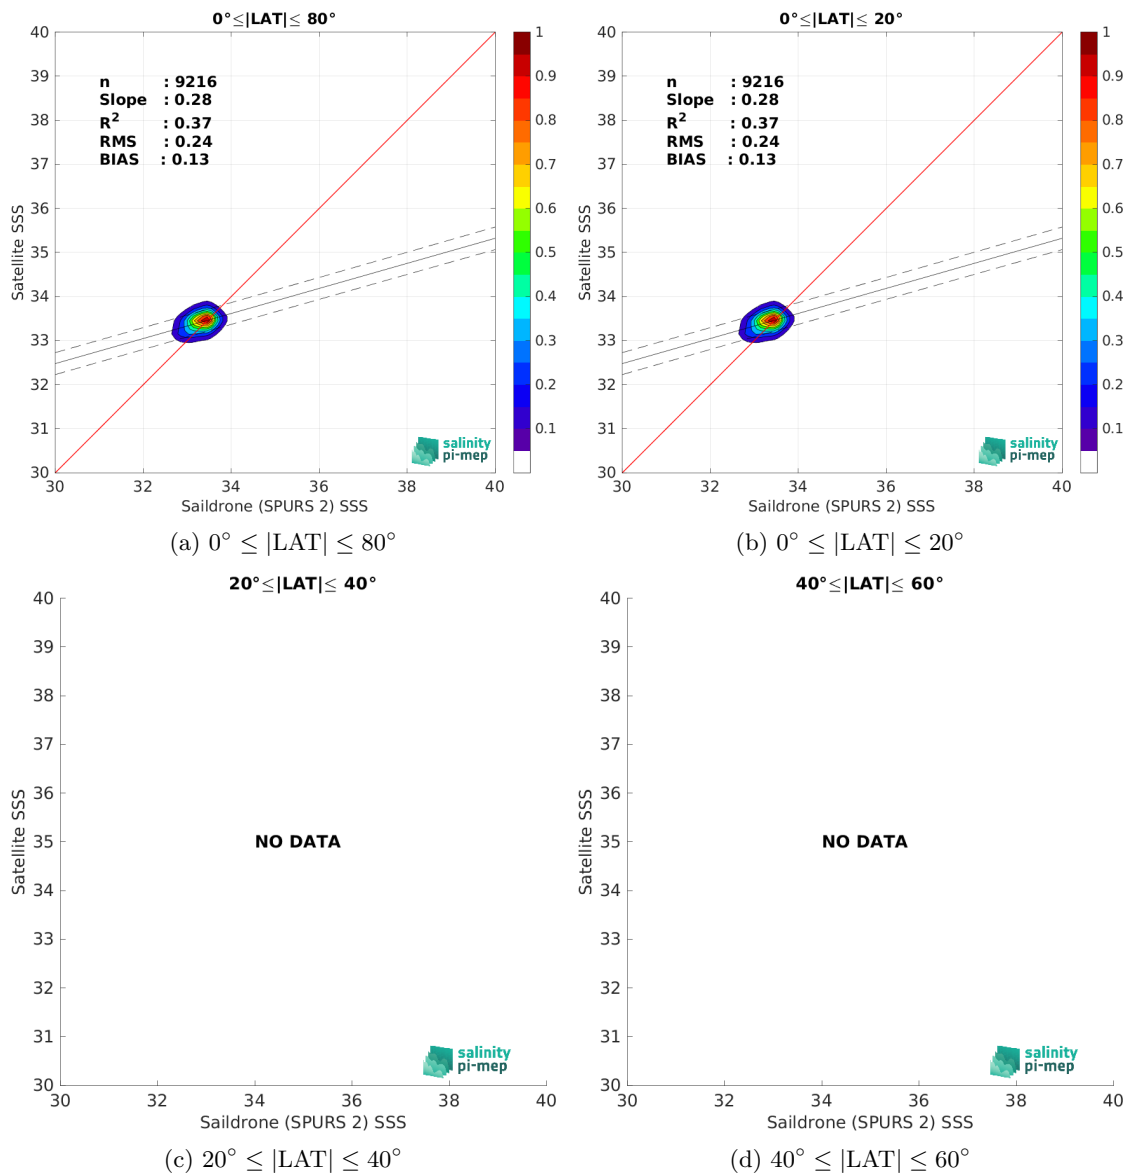 0°≤|LAT|≤ 80°
40
39
38
37
36
35
34
33
32
31
30
Satellite SSS
n : 9216
Slope : 0.28
R² : 0.37
RMS : 0.24
BIAS : 0.13
1
0.9
0.8
0.7
0.6
0.5
0.4
0.3
0.2
0.1
salinity
pi-mep
30 32 34 36 38 40
Saildrone (SPURS 2) SSS
(a) 0° ≤ |LAT| ≤ 80°
0°≤|LAT|≤ 20°
40
39
38
37
36
35
34
33
32
31
30
Satellite SSS
n : 9216
Slope : 0.28
R² : 0.37
RMS : 0.24
BIAS : 0.13
1
0.9
0.8
0.7
0.6
0.5
0.4
0.3
0.2
0.1
salinity
pi-mep
30 32 34 36 38 40
Saildrone (SPURS 2) SSS
(b) 0° ≤ |LAT| ≤ 20°
20°≤|LAT|≤ 40°
40
39
38
37
36
35
34
33
32
31
30
Satellite SSS
NO DATA
salinity
pi-mep
30 32 34 36 38 40
Saildrone (SPURS 2) SSS
(c) 20° ≤ |LAT| ≤ 40°
40°≤|LAT|≤ 60°
40
39
38
37
36
35
34
33
32
31
30
Satellite SSS
NO DATA
salinity
pi-mep
30 32 34 36 38 40
Saildrone (SPURS 2) SSS
(d) 40° ≤ |LAT| ≤ 60°